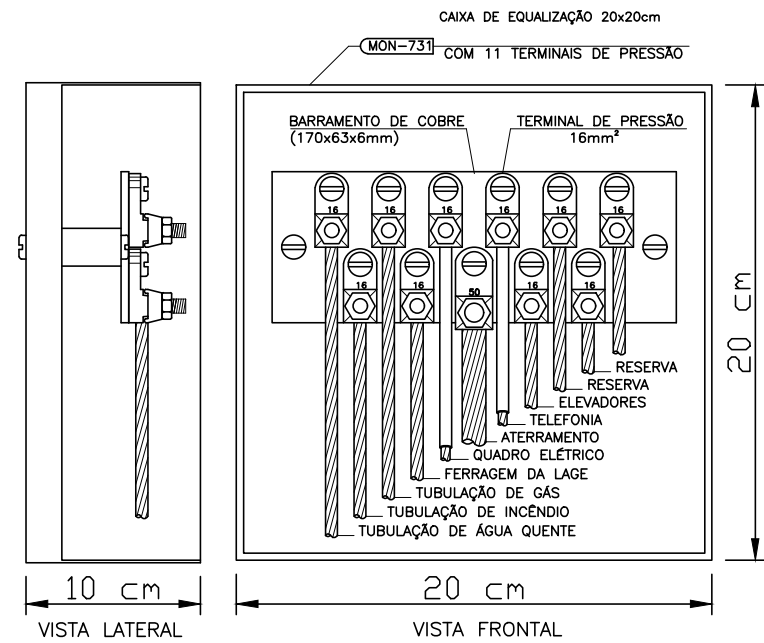 CAIXA DE EQUALIZAÇÃO 20x20cm
MON-731
COM 11 TERMINAIS DE PRESSÃO
BARRAMENTO DE COBRE
(170x63x6mm)
TERMINAL DE PRESSÃO
16mm²
16 16 16 16 16 16
16 16 50 16 16
20 cm
RESERVA
RESERVA
ELEVADORES
TELEFONIA
ATERRAMENTO
QUADRO ELÉTRICO
FERRAGEM DA LAGE
TUBULAÇÃO DE GÁS
TUBULAÇÃO DE INCÊNDIO
TUBULAÇÃO DE ÁGUA QUENTE
10 cm
20 cm
VISTA LATERAL
VISTA FRONTAL